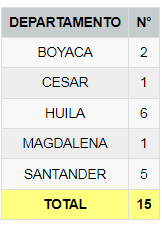 DEPARTAMENTO N°
BOYACA 2
CESAR 1
HUILA 6
MAGDALENA 1
SANTANDER 5
TOTAL 15